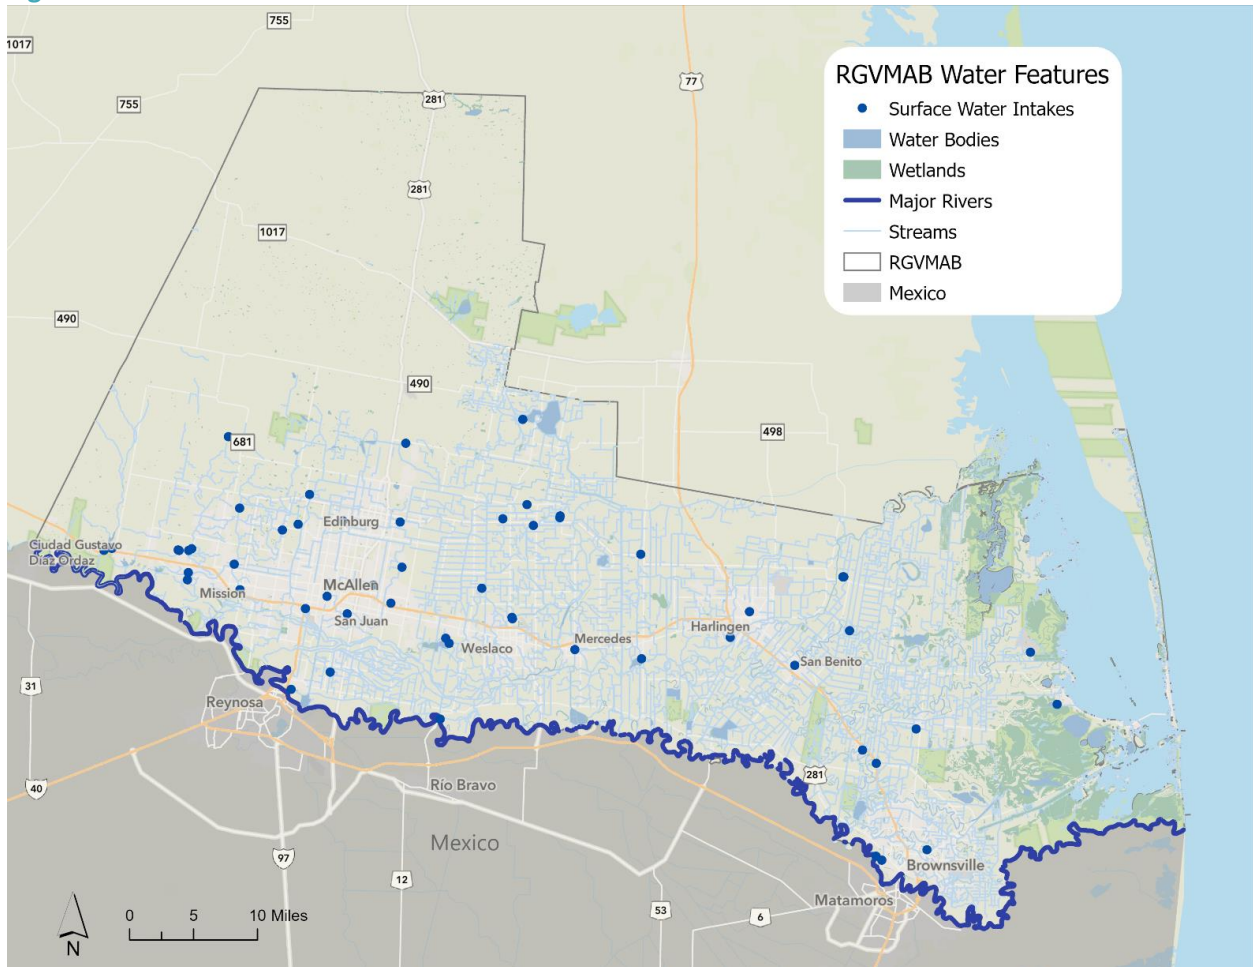 755
1017
755
281
77
281
1017
490
490
498
681
RGVMAB Water Features
Surface Water Intakes
Water Bodies
Wetlands
Major Rivers
Streams
RGVMAB
Mexico
Edinburg
Ciudad Gustavo
Díaz Ordaz
Mission
McAllen
San Juan
Weslaco
Mercedes
Harlingen
San Benito
31
Reynosa
40
Río Bravo
281
Mexico
97
12
Brownsville
Matamoros
53
6
0 5 10 Miles
N